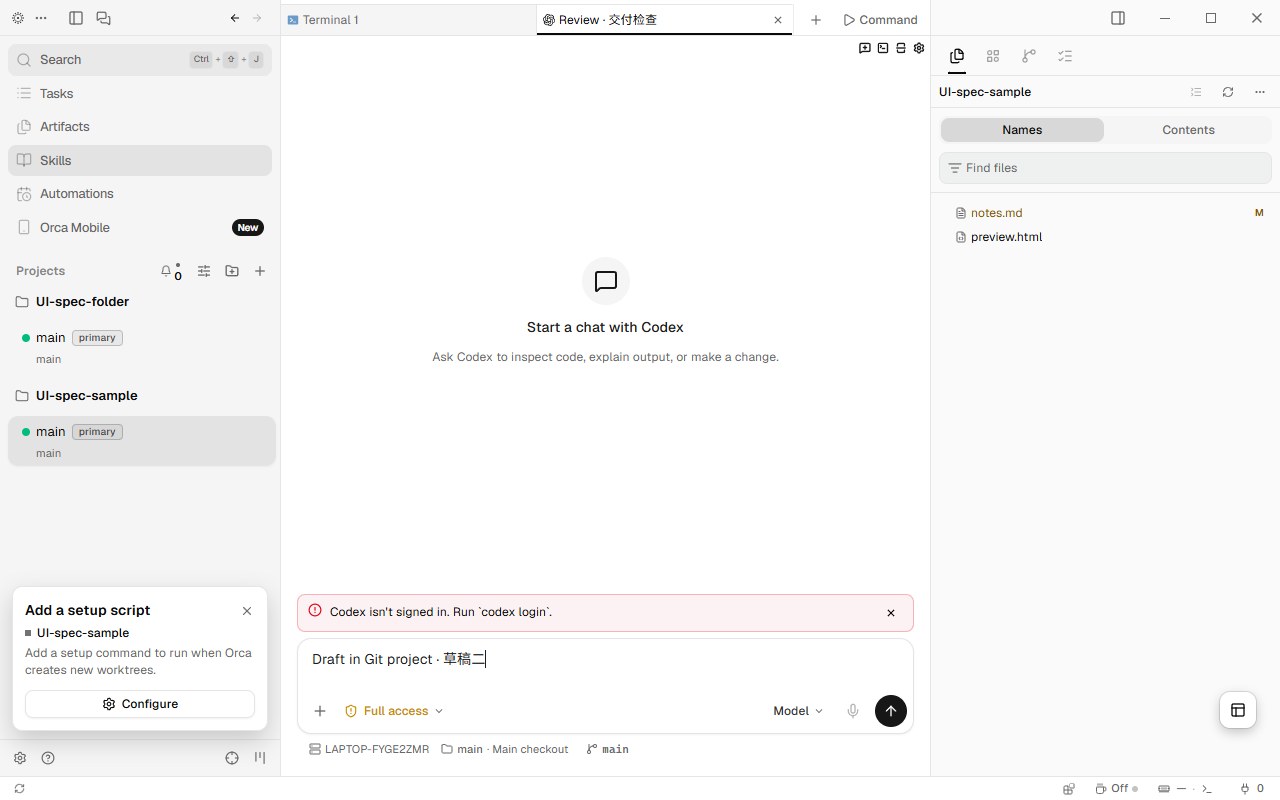 Terminal 1
Review · 交付检查
Command
Search
Ctrl + ⇧ + J
Tasks
Artifacts
Skills
Automations
Orca Mobile
New
Projects
0
UI-spec-folder
main primary
main
UI-spec-sample
main primary
main
Add a setup script
UI-spec-sample
Add a setup command to run when Orca
creates new worktrees.
Configure
Start a chat with Codex
Ask Codex to inspect code, explain output, or make a change.
Codex isn't signed in. Run `codex login`.
Draft in Git project · 草稿二
Full access
Model
LAPTOP-FYGE2ZMR
main · Main checkout
main
UI-spec-sample
Names
Contents
Find files
notes.md
M
preview.html
Off
— ·
0